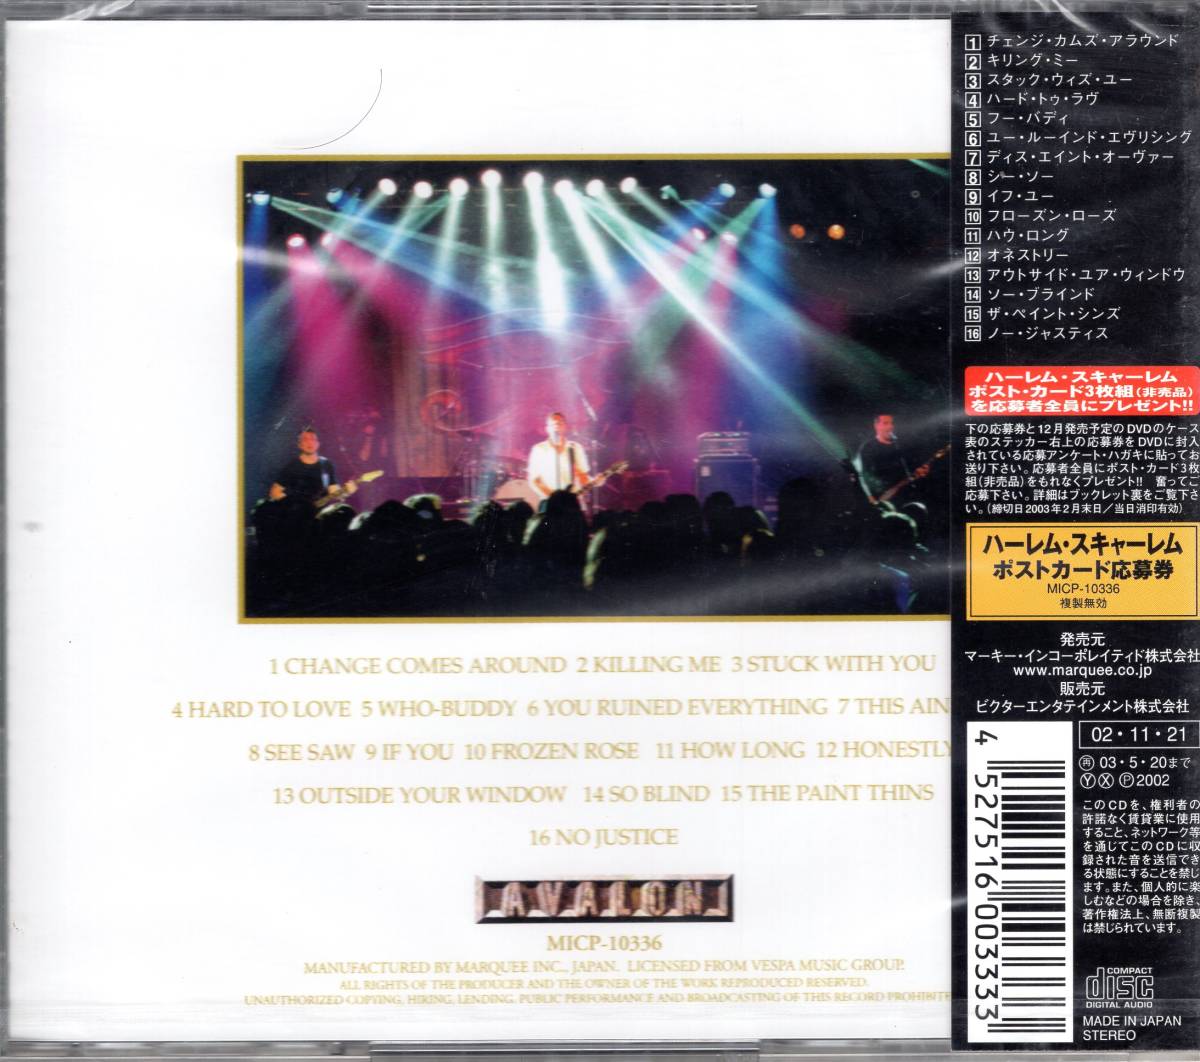 1 CHANGE COMES AROUND 2 KILLING ME 3 STUCK WITH YOU
4 HARD TO LOVE 5 WHO-BUDDY 6 YOU RUINED EVERYTHING 7 THIS AIN
8 SEE SAW 9 IF YOU 10 FROZEN ROSE 11 HOW LONG 12 HONESTLY
13 OUTSIDE YOUR WINDOW 14 SO BLIND 15 THE PAINT THINS
16 NO JUSTICE
AVALON
MICP-10336
MANUFACTURED BY MARQUEE INC., JAPAN. LICENSED FROM VESPA MUSIC GROUP.
ALL RIGHTS OF THE PRODUCER AND THE OWNER OF THE WORK REPRODUCED RESERVED.
UNAUTHORIZED COPYING, HIRING, LENDING, PUBLIC PERFORMANCE AND BROADCASTING OF THIS RECORD PROHIBITE
1 チェンジ・カムズ・アラウンド
2 キリング・ミー
3 スタック・ウィズ・ユー
4 ハード・トゥ・ラヴ
5 フー・バディ
6 ユー・ルーインド・エヴリシング
7 ディス・エイント・オーヴァー
8 シー・ソー
9 イフ・ユー
10 フローズン・ローズ
11 ハウ・ロング
12 オネストリー
13 アウトサイド・ユア・ウィンドウ
14 ソー・ブラインド
15 ザ・ペイント・シンズ
16 ノー・ジャスティス
ハーレム・スキャーレム
ポスト・カード3枚組(非売品)
を応募者全員にプレゼント!!
下の応募券と12月発売予定のDVDのケース
表のステッカー右上の応募券をDVDに封入
されている応募アンケート・ハガキに貼ってお
送り下さい。応募者全員にポスト・カード3枚
組(非売品)をもれなくプレゼント!! 奮ってご
応募下さい。詳細はブックレット裏をご覧下さ
い。(締切日2003年2月末日/当日消印有効)
ハーレム・スキャーレム
ポストカード応募券
MICP-10336
複製無効
発売元
マーキー・インコーポレイティド株式会社
www.marquee.co.jp
販売元
ビクターエンタテインメント株式会社
02・11・21
再 03・5・20まで
Ⓨ Ⓧ Ⓟ2002
このCDを、権利者の
許諾なく賃貸業に使用
すること、ネットワーク等
を通じてこのCDに収
録された音を送信でき
る状態にすることを禁じ
ます。また、個人的に楽
しむなどの場合を除き、
著作権法上、無断複製
は禁じられています。
4 527516 003333
COMPACT
disc
DIGITAL AUDIO
MADE IN JAPAN
STEREO